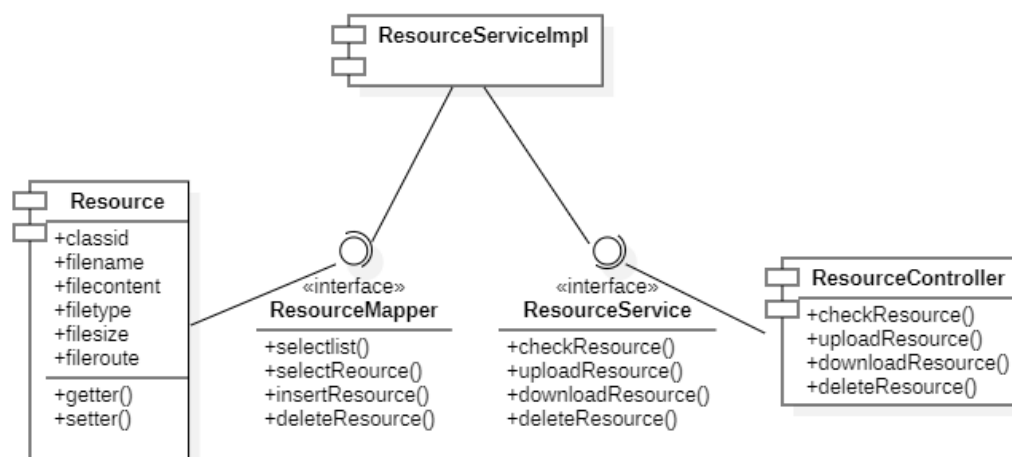 ResourceServiceImpl
Resource
+classid
+filename
+filecontent
+filetype
+filesize
+fileroute
+getter()
+setter()
«interface»
ResourceMapper
+selectlist()
+selectReource()
+insertResource()
+deleteResource()
«interface»
ResourceService
+checkResource()
+uploadResource()
+downloadResource()
+deleteResource()
ResourceController
+checkResource()
+uploadResource()
+downloadResource()
+deleteResource()